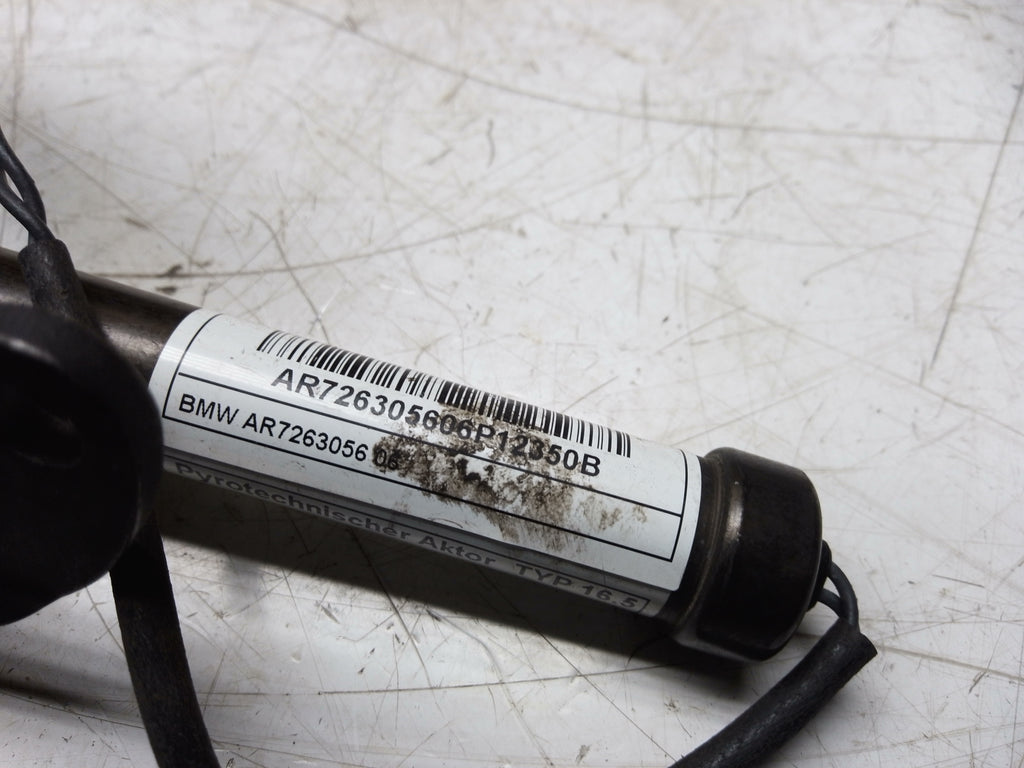 AR726305606P12350B
BMW AR7263056 06
Pyrotechnischer Aktor TYP 16.5